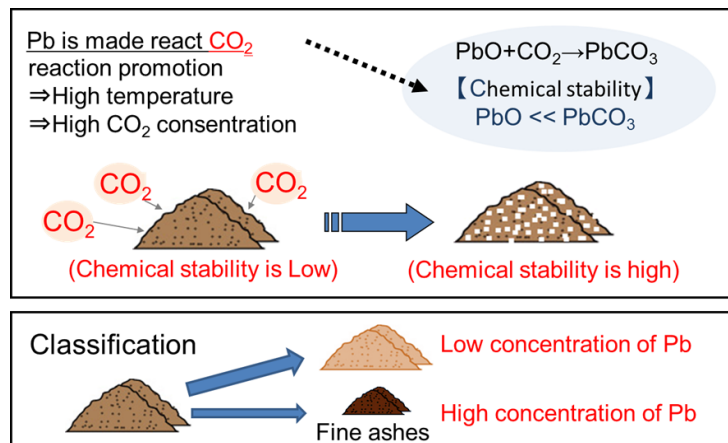 Pb is made react CO₂
reaction promotion
⇒High temperature
⇒High CO₂ consentration
PbO+CO₂→PbCO₃
【Chemical stability】
PbO << PbCO₃
CO₂
CO₂
CO₂
(Chemical stability is Low)
(Chemical stability is high)
Classification
Low concentration of Pb
High concentration of Pb
Fine ashes